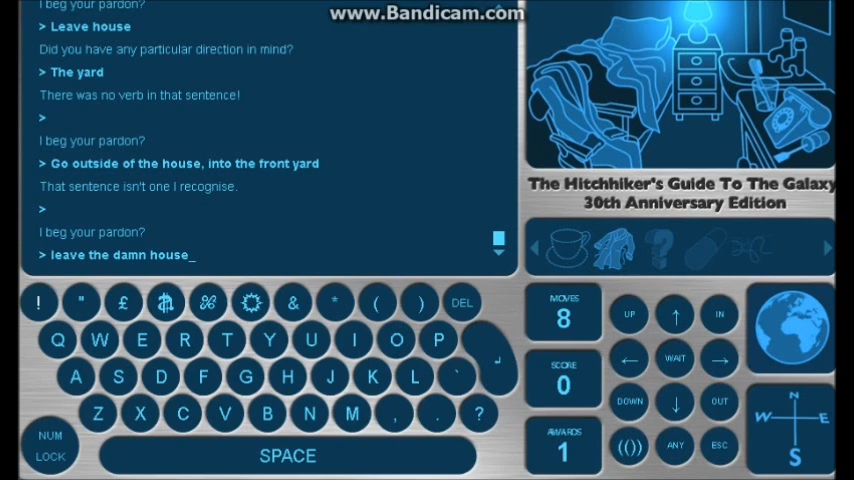 I beg your pardon?
www.Bandicam.com
> Leave house
Did you have any particular direction in mind?
> The yard
There was no verb in that sentence!
>
I beg your pardon?
> Go outside of the house, into the front yard
That sentence isn't one I recognise.
>
I beg your pardon?
> leave the damn house_
The Hitchhiker's Guide To The Galaxy
30th Anniversary Edition
! " £ & * ( ) DEL
Q W E R T Y U I O P
A S D F G H J K L `
Z X C V B N M , . ?
NUM
LOCK
SPACE
MOVES
8
SCORE
0
AWARDS
1
UP ↑ IN
← WAIT →
DOWN ↓ OUT
(()) ANY ESC
N
W E
S